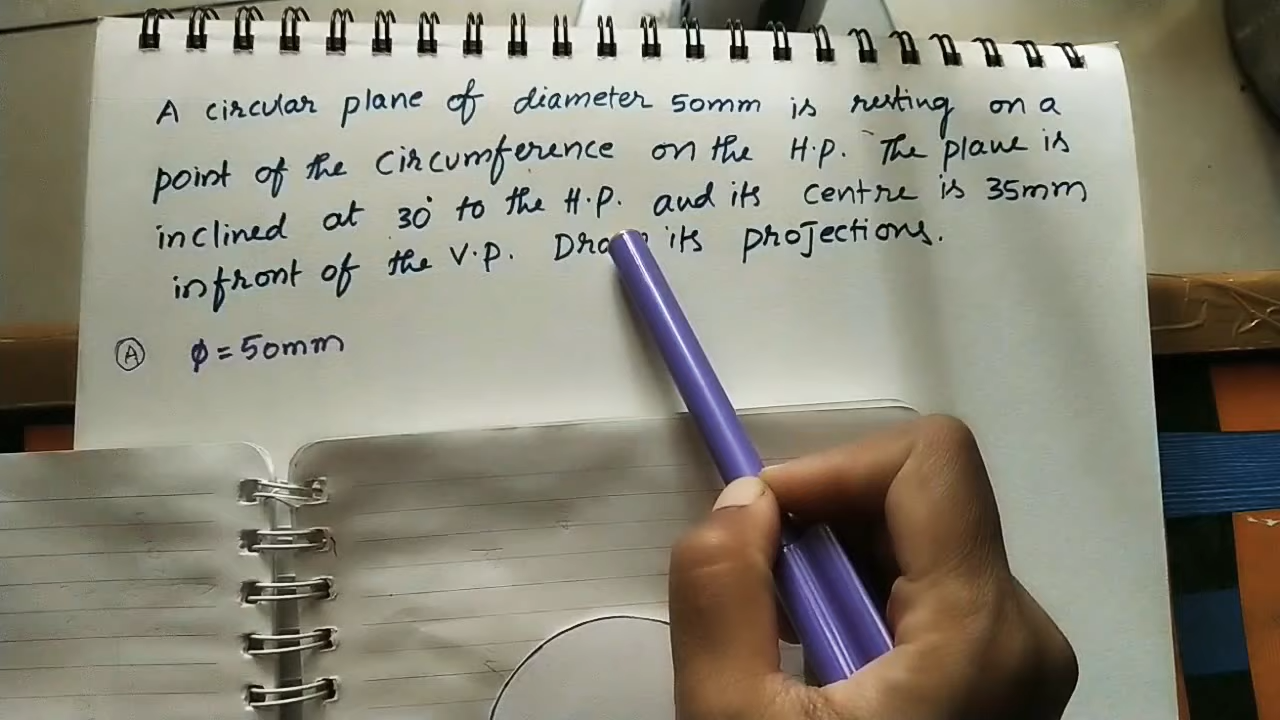 A circular plane of diameter 50mm is resting on a
point of the circumference on the H.P. The plane is
inclined at 30° to the H.P. and its centre is 35mm
infront of the V.P. its projections.
A ϕ = 50mm